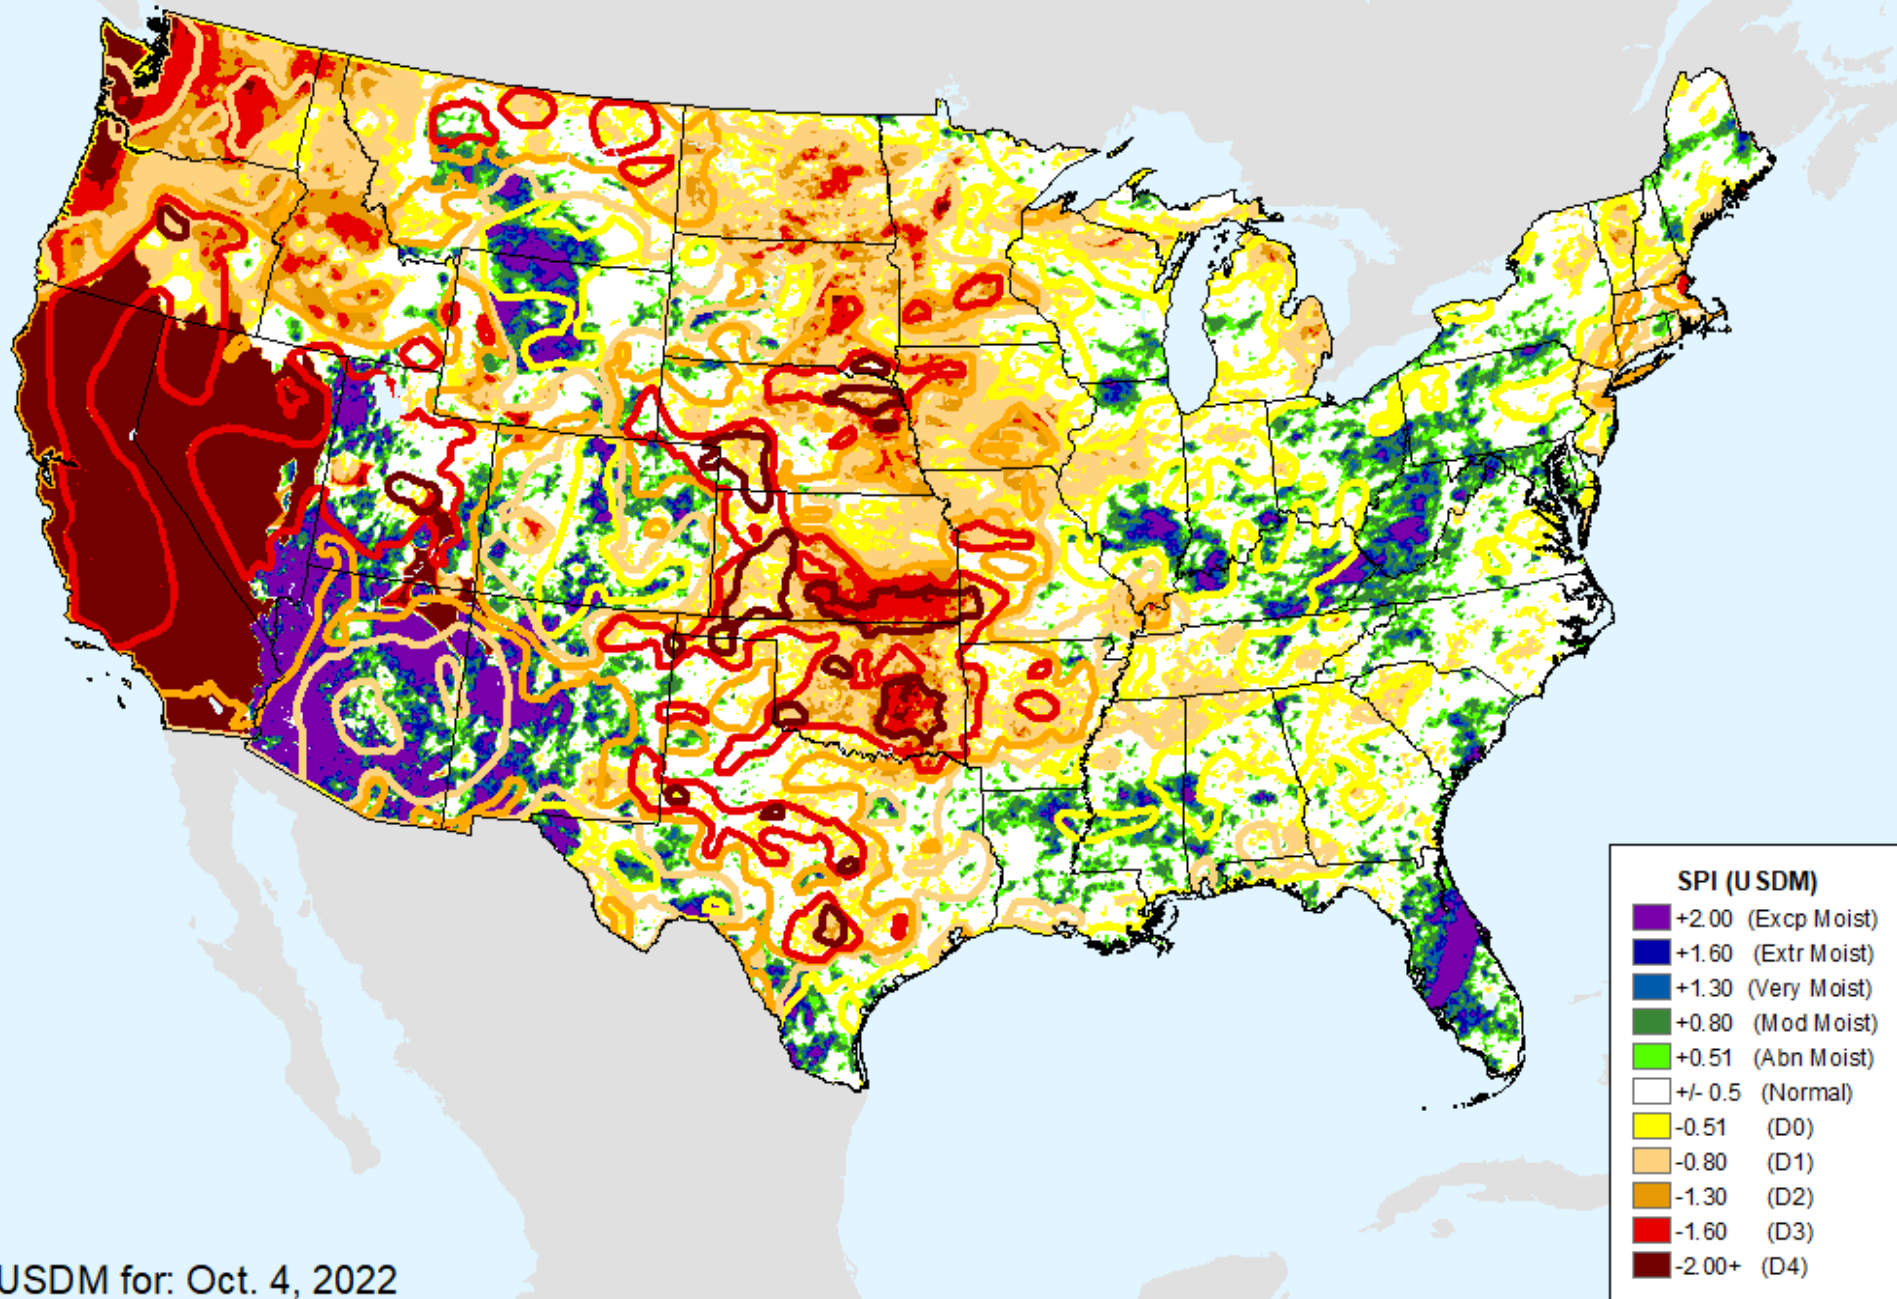 SPI (USDM)
+2.00 (Excp Moist)
+1.60 (Extr Moist)
+1.30 (Very Moist)
+0.80 (Mod Moist)
+0.51 (Abn Moist)
+/- 0.5 (Normal)
-0.51 (D0)
-0.80 (D1)
-1.30 (D2)
-1.60 (D3)
-2.00+ (D4)
USDM for: Oct. 4, 2022